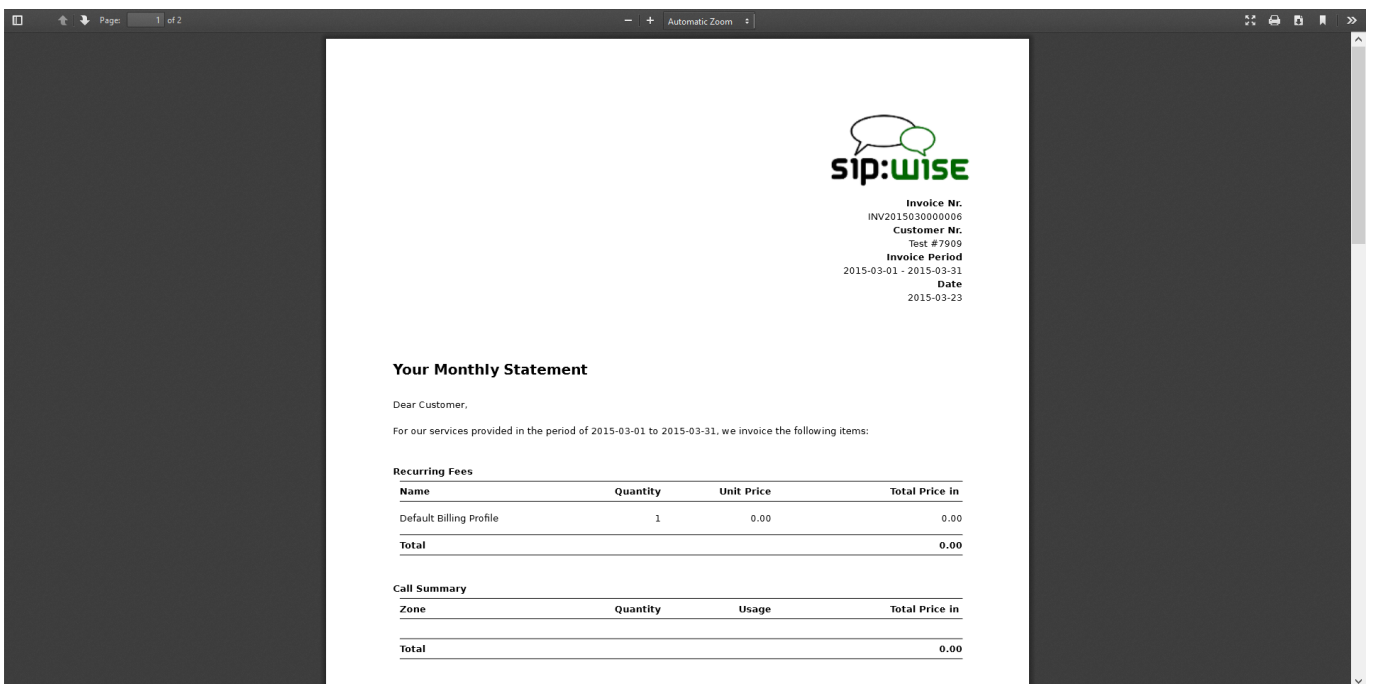 Page: 1 of 2
Automatic Zoom
sip:wise
Invoice Nr.
INV2015030000006
Customer Nr.
Test #7909
Invoice Period
2015-03-01 - 2015-03-31
Date
2015-03-23
Your Monthly Statement
Dear Customer,
For our services provided in the period of 2015-03-01 to 2015-03-31, we invoice the following items:
Recurring Fees
Name Quantity Unit Price Total Price in
Default Billing Profile 1 0.00 0.00
Total 0.00
Call Summary
Zone Quantity Usage Total Price in
Total 0.00